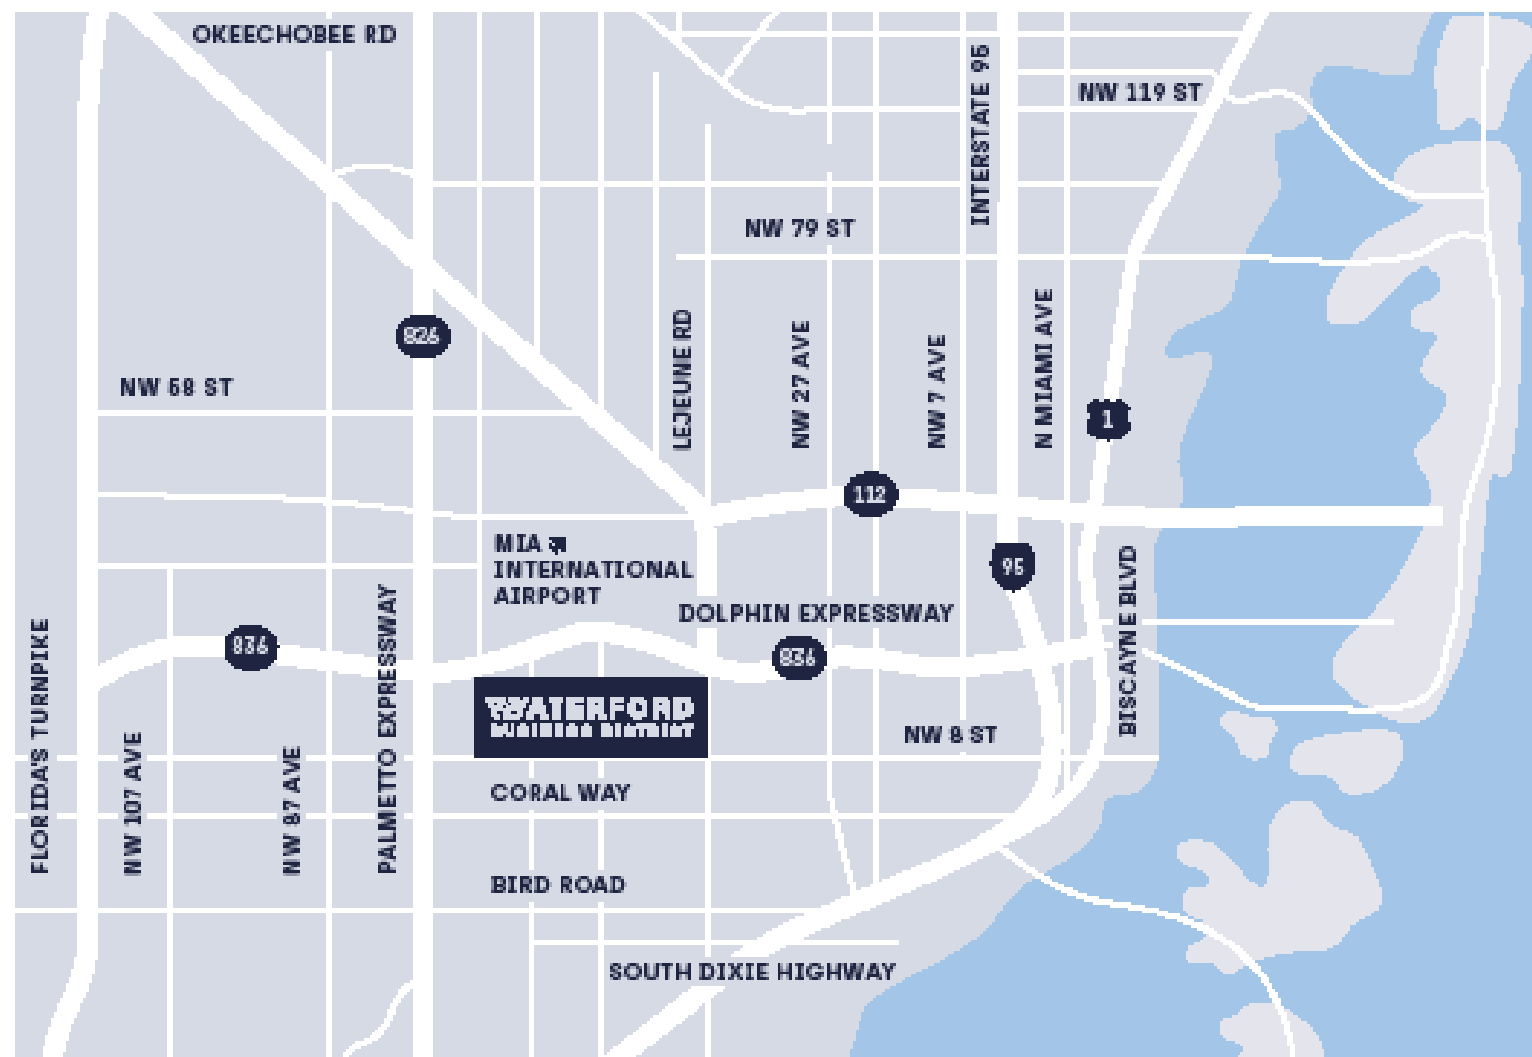 OKEECHOBEE RD
INTERSTATE 95
NW 119 ST
NW 79 ST
826
LEJEUNE RD
NW 27 AVE
NW 7 AVE
N MIAMI AVE
NW 58 ST
1
112
MIA
INTERNATIONAL
AIRPORT
95
BISCAYNE BLVD
DOLPHIN EXPRESSWAY
836
836
FLORIDA'S TURNPIKE
NW 107 AVE
NW 87 AVE
PALMETTO EXPRESSWAY
WATERFORD
BUSINESS DISTRICT
NW 8 ST
CORAL WAY
BIRD ROAD
SOUTH DIXIE HIGHWAY